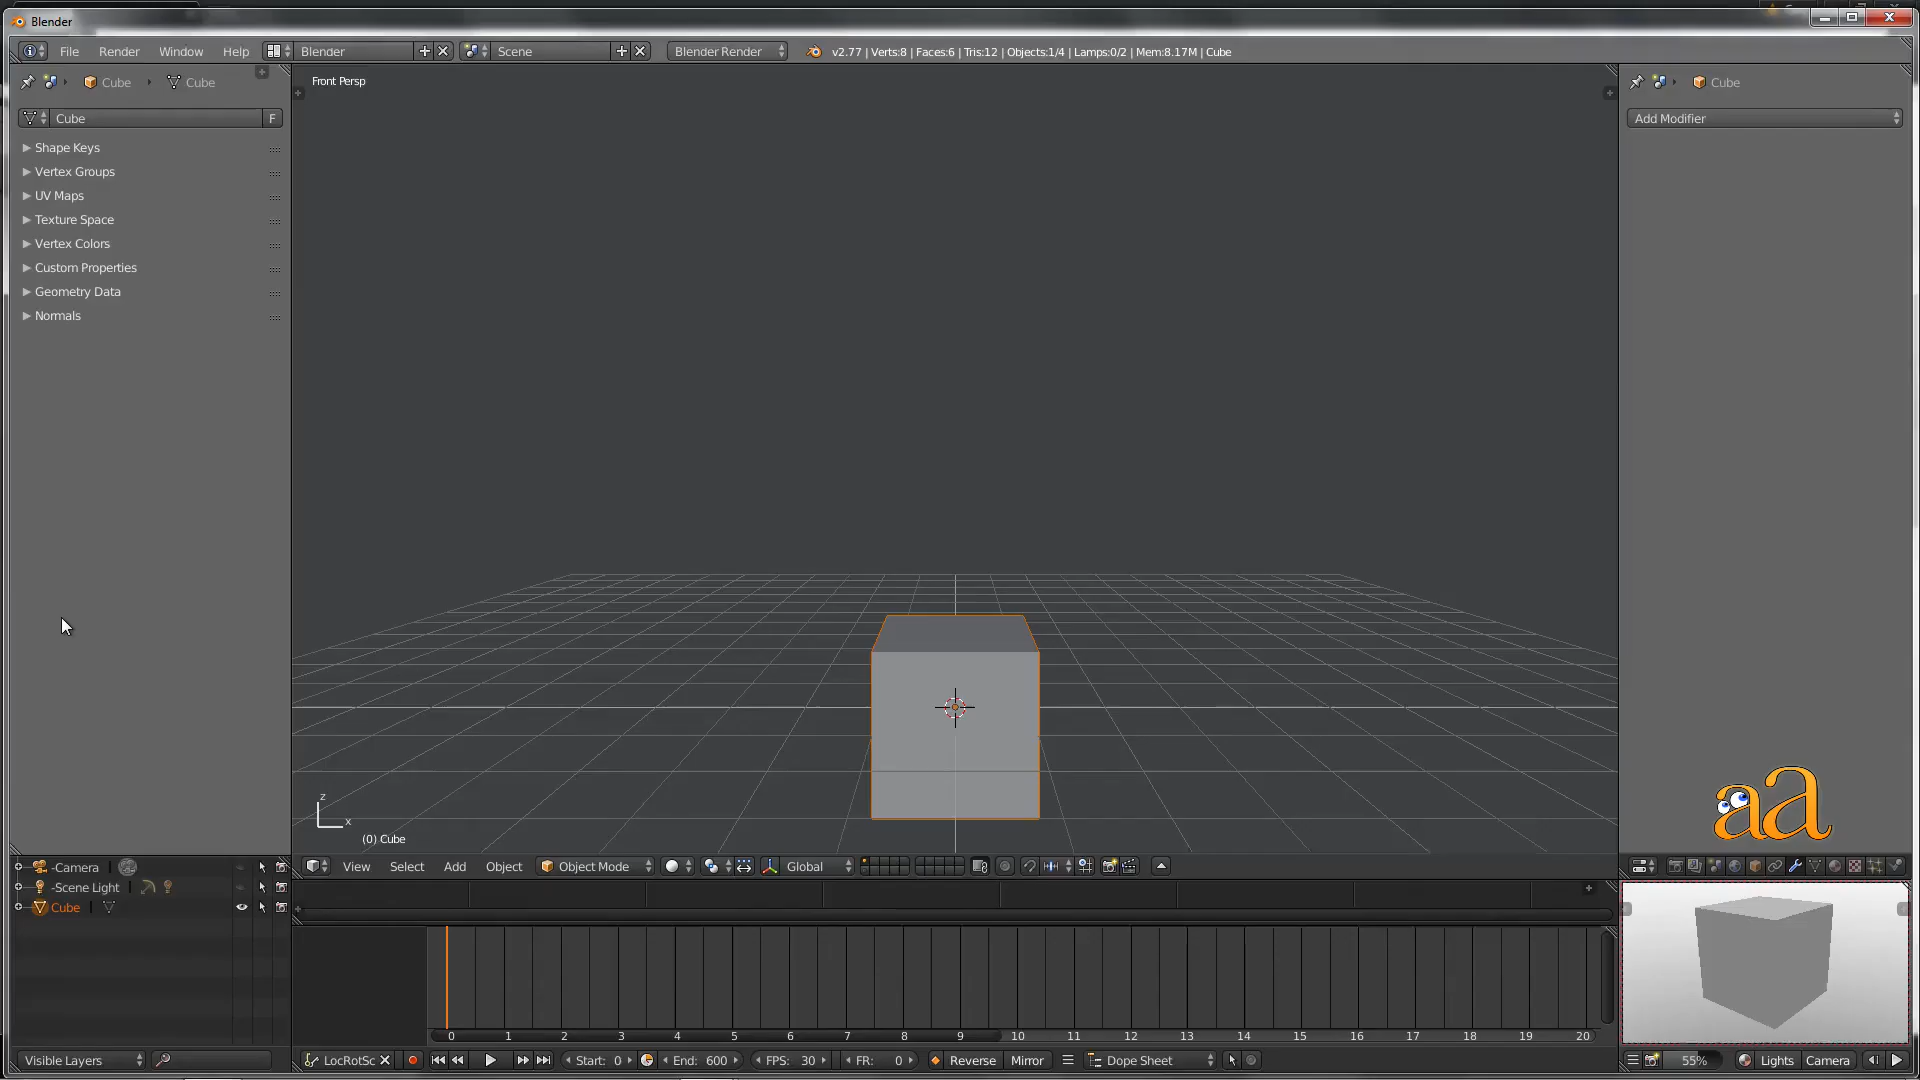 Blender
File Render Window Help Blender Scene Blender Render v2.77 | Verts:8 | Faces:6 | Tris:12 | Objects:1/4 | Lamps:0/2 | Mem:8.17M | Cube
Cube Cube
Front Persp
Cube
Cube F
Add Modifier
Shape Keys
Vertex Groups
UV Maps
Texture Space
Vertex Colors
Custom Properties
Geometry Data
Normals
aa
z
x
(0) Cube
-Camera
View Select Add Object Object Mode Global
-Scene Light
Cube
0 1 2 3 4 5 6 7 8 9 10 11 12 13 14 15 16 17 18 19 20
Visible Layers
LocRotSc Start: 0 End: 600 FPS: 30 FR: 0 Reverse Mirror Dope Sheet
55% Lights Camera